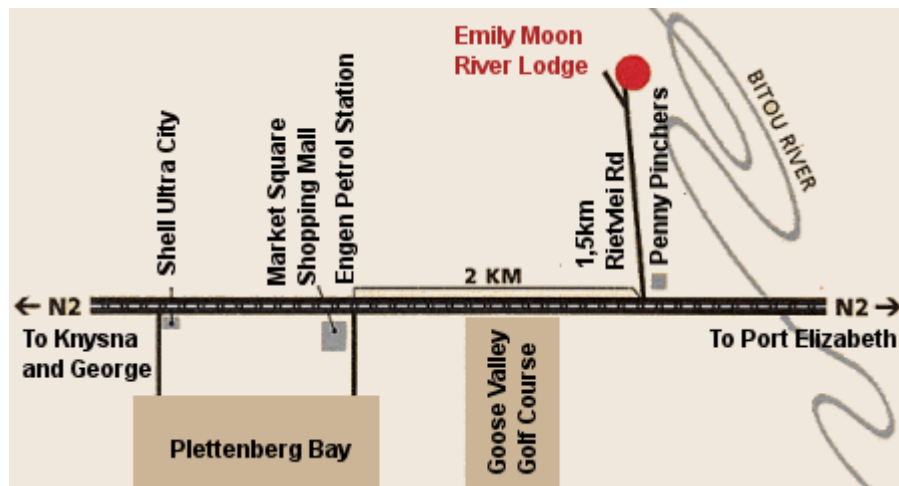 Emily Moon
River Lodge
BITOU RIVER
Shell Ultra City
Market Square
Shopping Mall
Engen Petrol Station
1,5km
Rietvlei Rd
Penny Pinchers
2 KM
← N2
N2 →
To Knysna
and George
To Port Elizabeth
Plettenberg Bay
Goose Valley
Golf Course